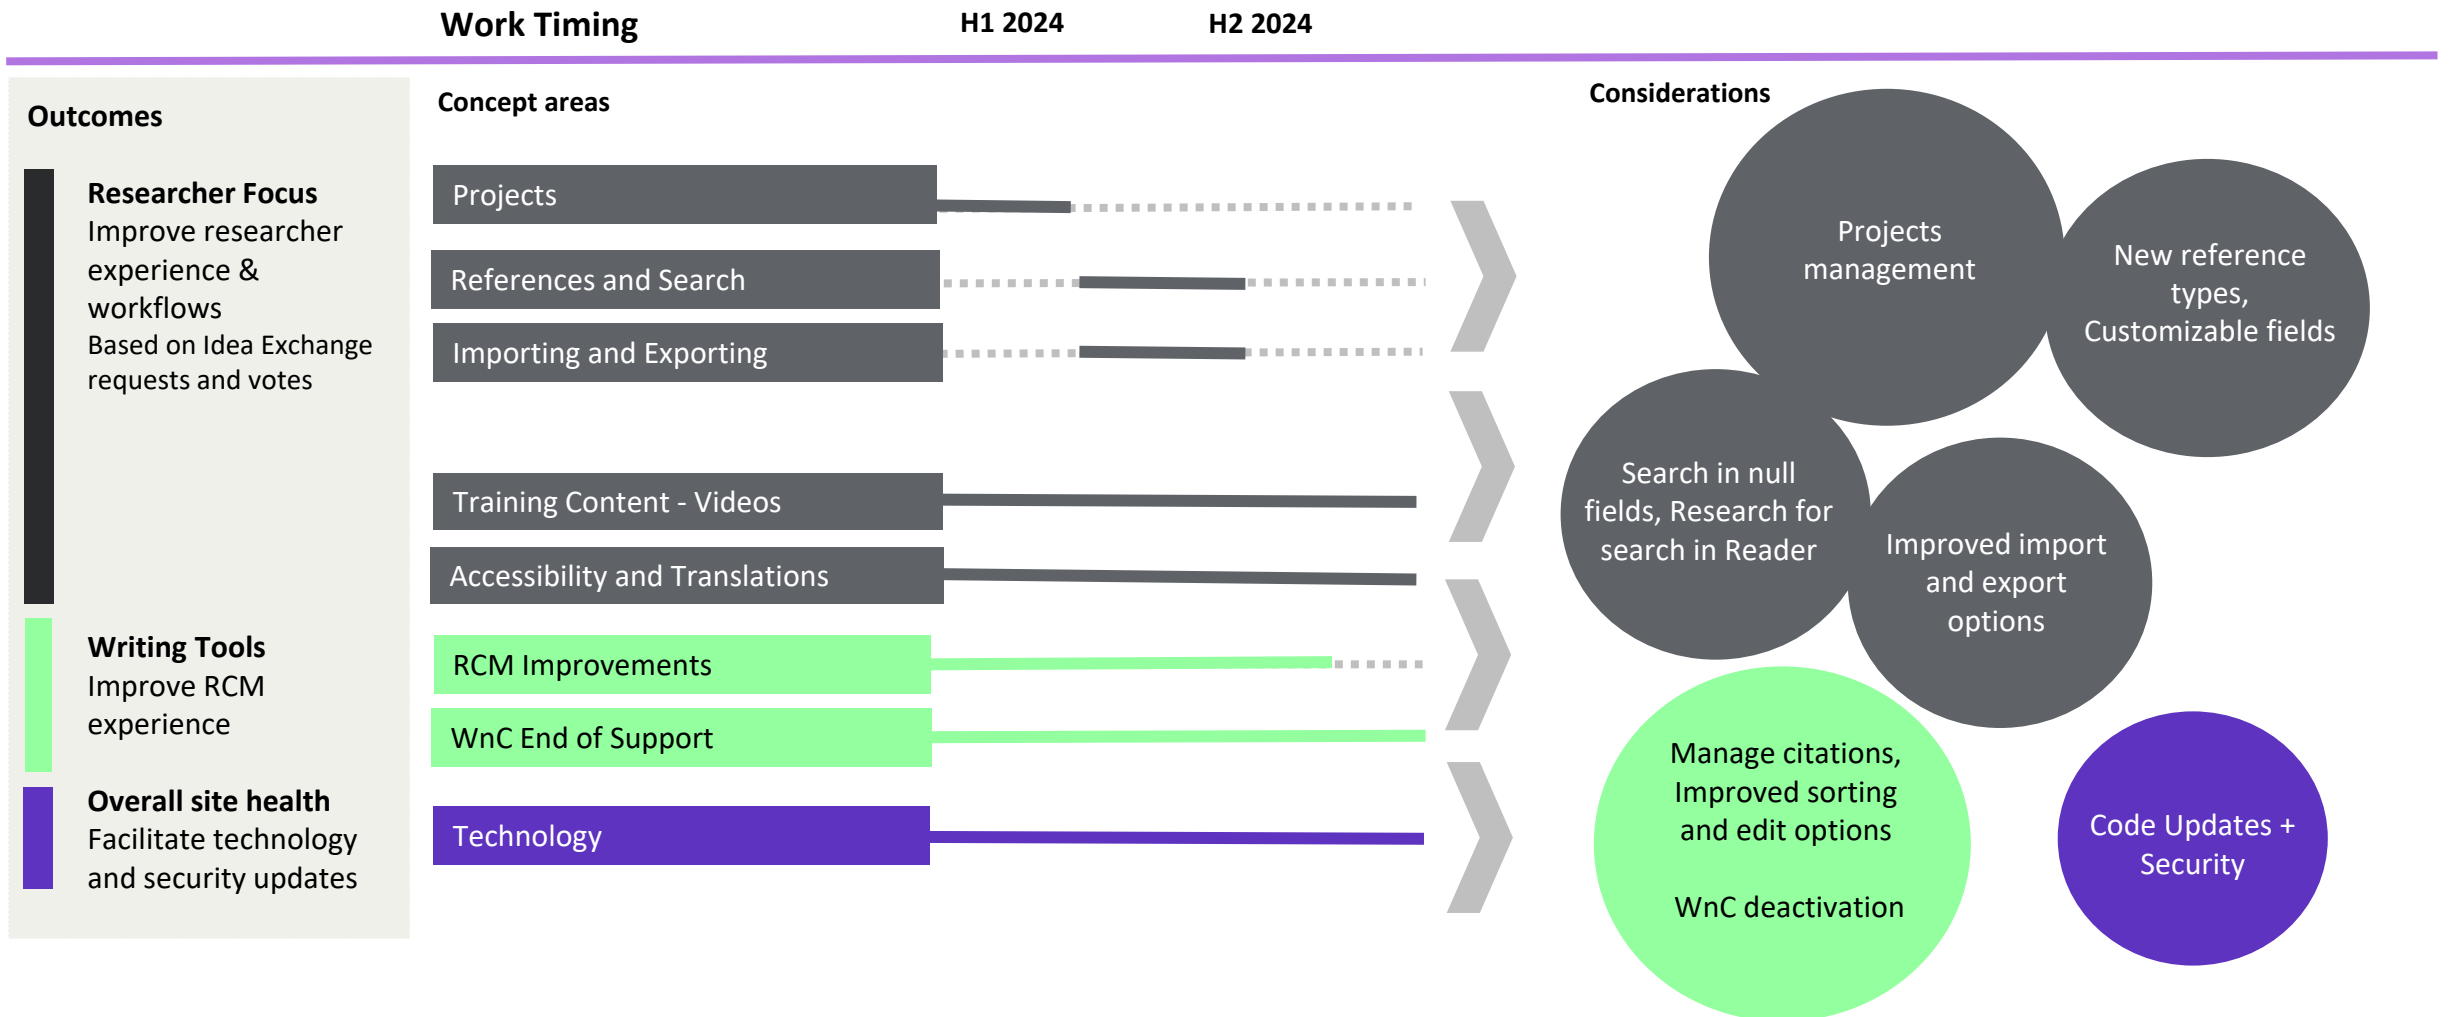 Work Timing
H1 2024
H2 2024
Outcomes
Researcher Focus
Improve researcher
experience &
workflows
Based on Idea Exchange
requests and votes
Writing Tools
Improve RCM
experience
Overall site health
Facilitate technology
and security updates
Concept areas
Projects
References and Search
Importing and Exporting
Training Content - Videos
Accessibility and Translations
RCM Improvements
WnC End of Support
Technology
Considerations
Projects
management
New reference
types,
Customizable fields
Search in null
fields, Research for
search in Reader
Improved import
and export
options
Manage citations,
Improved sorting
and edit options
WnC deactivation
Code Updates +
Security